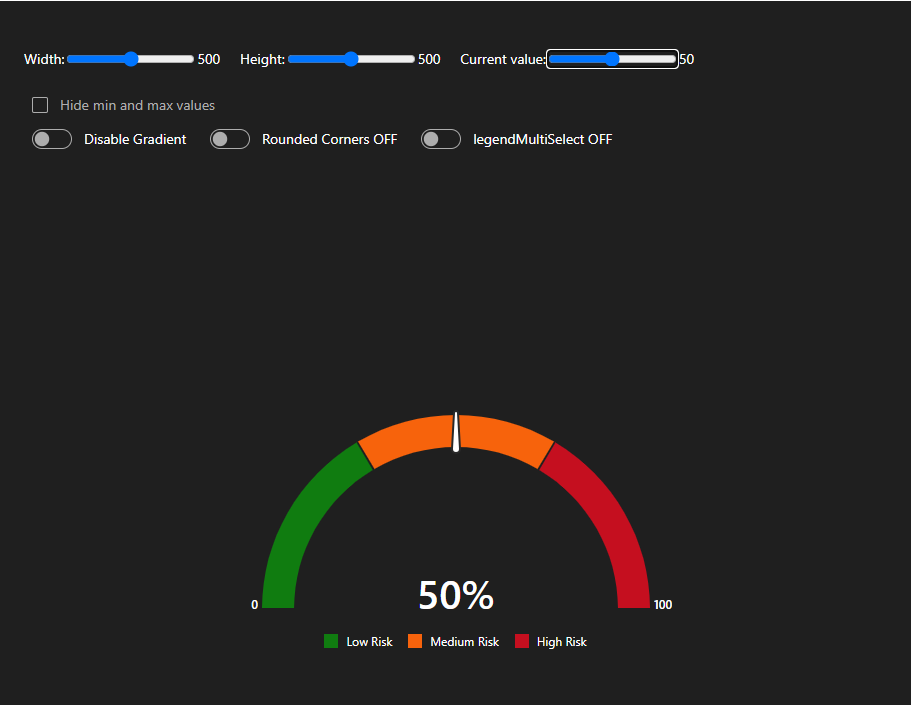 Width: 500 Height: 500 Current value: 50
Hide min and max values
Disable Gradient Rounded Corners OFF legendMultiSelect OFF
50%
0 100
Low Risk Medium Risk High Risk